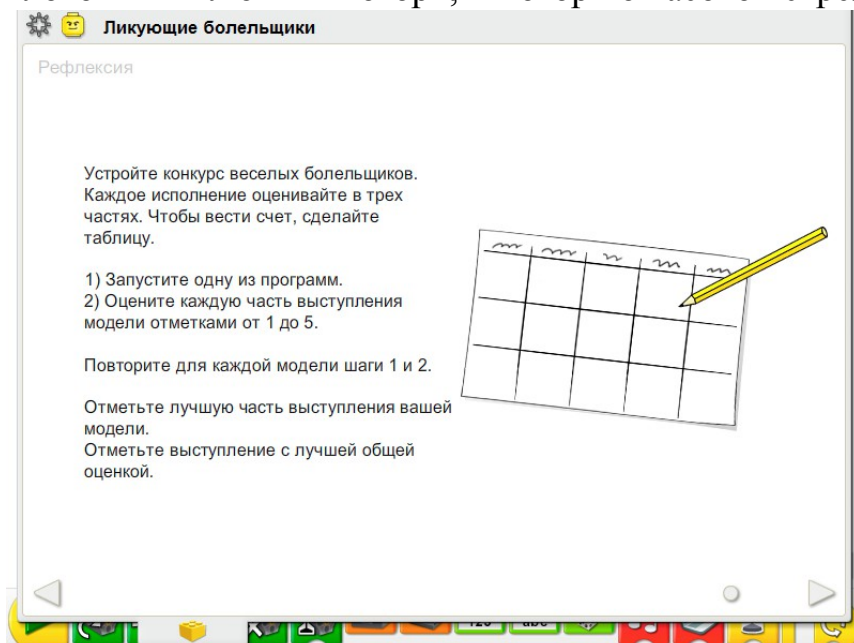 Ликующие болельщики
Рефлексия
Устройте конкурс веселых болельщиков.
Каждое исполнение оценивайте в трех
частях. Чтобы вести счет, сделайте
таблицу.
1) Запустите одну из программ.
2) Оцените каждую часть выступления
модели отметками от 1 до 5.
Повторите для каждой модели шаги 1 и 2.
Отметьте лучшую часть выступления вашей
модели.
Отметьте выступление с лучшей общей
оценкой.